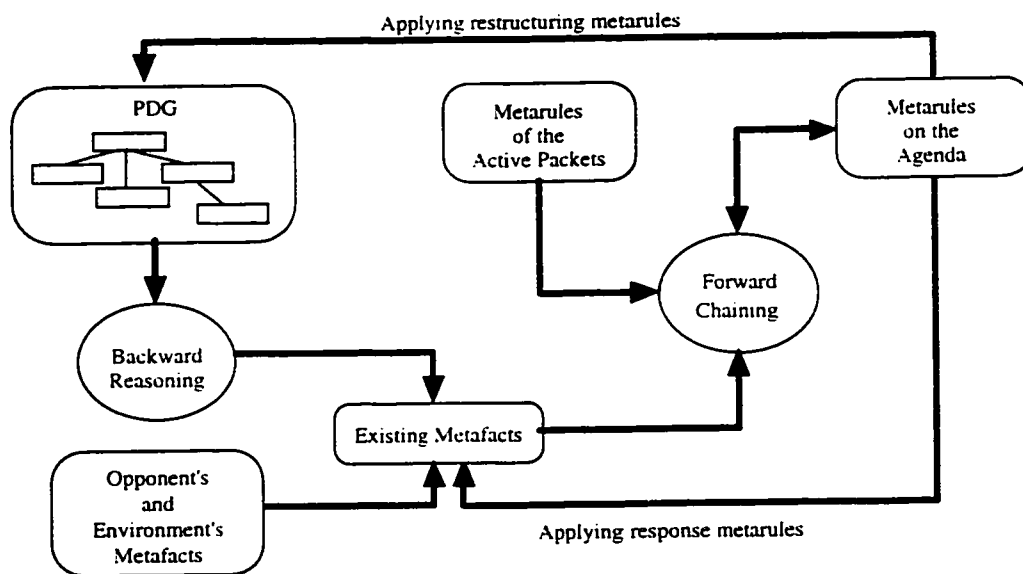 Applying restructuring metarules
PDG
Metarules
of the
Active Packets
Metarules
on the
Agenda
Forward
Chaining
Backward
Reasoning
Existing Metafacts
Opponent's
and
Environment's
Metafacts
Applying response metarules